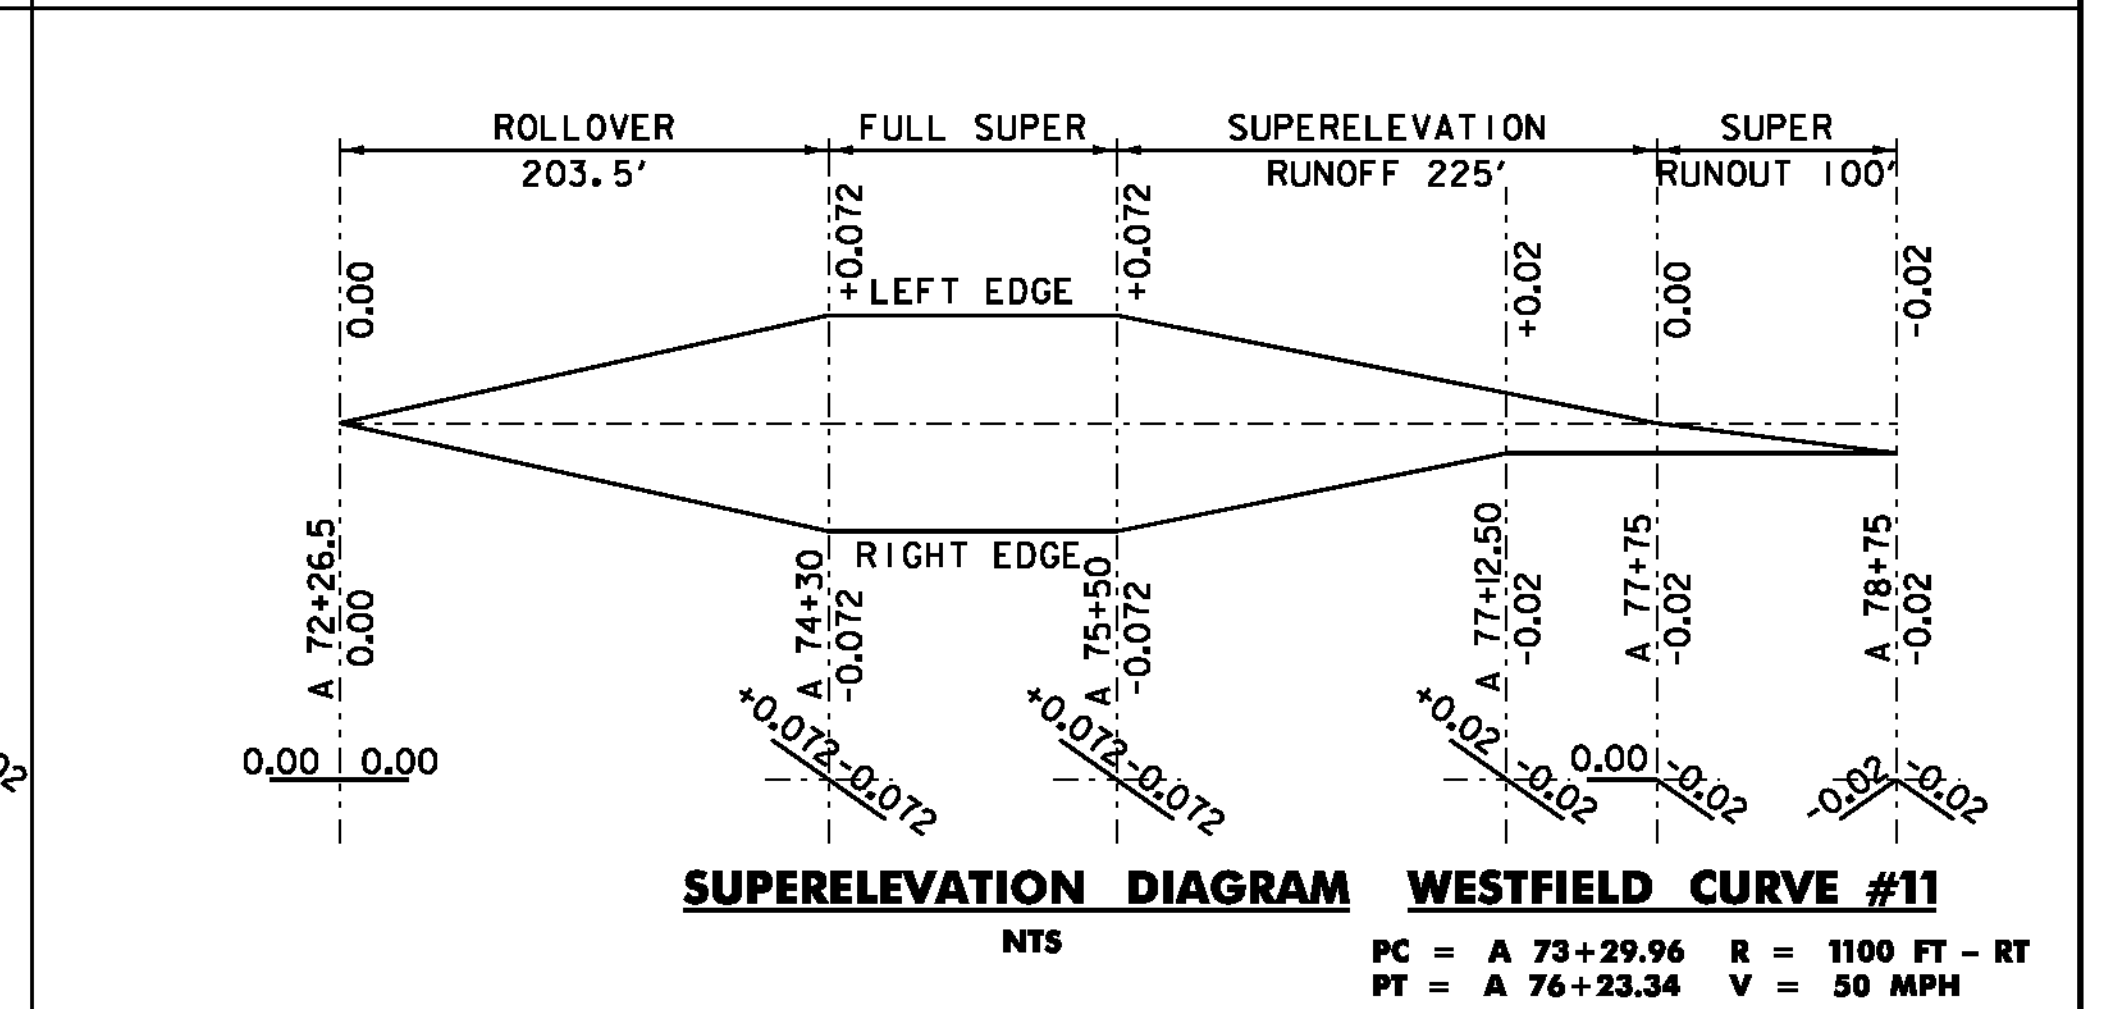 ROLLOVER
203.5'
FULL SUPER
SUPERELEVATION
RUNOFF 225'
SUPER
RUNOUT 100'
0.00
+0.072
+0.072
+0.02
0.00
-0.02
LEFT EDGE
RIGHT EDGE
A 72+26.5
0.00
A 74+30
-0.072
A 75+50
-0.072
A 77+12.50
-0.02
A 77+75
-0.02
A 78+75
-0.02
0.00 0.00
+0.072 -0.072
+0.072 -0.072
+0.02 -0.02
0.00 -0.02
-0.02 -0.02
SUPERELEVATION DIAGRAM WESTFIELD CURVE #11
NTS
PC = A 73+29.96 R = 1100 FT - RT
PT = A 76+23.34 V = 50 MPH